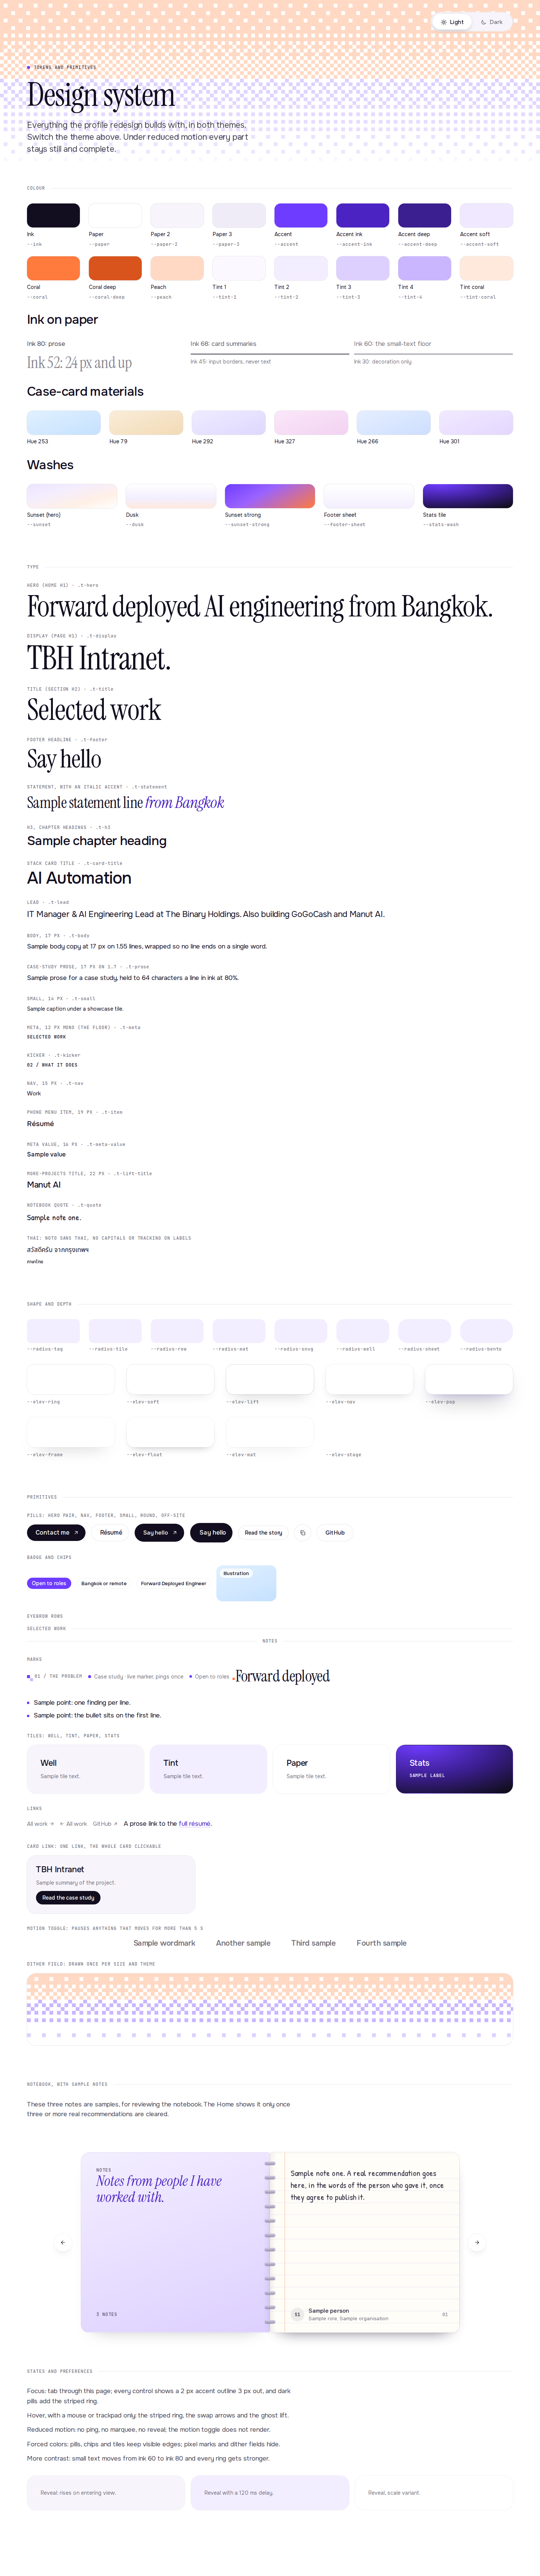 Light
Dark
TOKENS AND PRIMITIVES
Design system
Everything the profile redesign builds with, in both themes.
Switch the theme above. Under reduced motion every part
stays still and complete.
COLOUR
Ink
Paper
Paper 2
Paper 3
Accent
Accent ink
Accent deep
Accent soft
--ink
--paper
--paper-2
--paper-3
--accent
--accent-ink
--accent-deep
--accent-soft
Coral
Coral deep
Peach
Tint 1
Tint 2
Tint 3
Tint 4
Tint coral
--coral
--coral-deep
--peach
--tint-1
--tint-2
--tint-3
--tint-4
--tint-coral
Ink on paper
Ink 80: prose
Ink 68: card summaries
Ink 60: the small-text floor
Ink 52: 24 px and up
Ink 45: input borders, never text
Ink 30: decoration only
Case-card materials
Hue 253
Hue 79
Hue 292
Hue 327
Hue 266
Hue 301
Washes
Sunset (hero)
Dusk
Sunset strong
Footer sheet
Stats tile
--sunset
--dusk
--sunset-strong
--footer-sheet
--stats-wash
TYPE
HERO (HOME H1) · .t-hero
Forward deployed AI engineering from Bangkok.
DISPLAY (PAGE H1) · .t-display
TBH Intranet.
TITLE (SECTION H2) · .t-title
Selected work
FOOTER HEADLINE · .t-footer
Say hello
STATEMENT, WITH AN ITALIC ACCENT · .t-statement
Sample statement line from Bangkok
H3, CHAPTER HEADINGS · .t-h3
Sample chapter heading
STACK CARD TITLE · .t-card-title
AI Automation
LEAD · .t-lead
IT Manager & AI Engineering Lead at The Binary Holdings. Also building GoGoCash and Manut AI.
BODY, 17 PX · .t-body
Sample body copy at 17 px on 1.55 lines, wrapped so no line ends on a single word.
CASE-STUDY PROSE, 17 PX ON 1.7 · .t-prose
Sample prose for a case study, held to 64 characters a line in ink at 80%.
SMALL, 14 PX · .t-small
Sample caption under a showcase tile.
META, 12 PX MONO (THE FLOOR) · .t-meta
SELECTED WORK
KICKER · .t-kicker
02 / WHAT IT DOES
NAV, 15 PX · .t-nav
Work
PHONE MENU ITEM, 19 PX · .t-item
Résumé
META VALUE, 16 PX · .t-meta-value
Sample value
MORE-PROJECTS TITLE, 22 PX · .t-lift-title
Manut AI
NOTEBOOK QUOTE · .t-quote
Sample note one.
THAI: NOTO SANS THAI, NO CAPITALS OR TRACKING ON LABELS
สวัสดีครับ จากกรุงเทพฯ
ภาษาไทย
SHAPE AND DEPTH
--radius-tag
--radius-tile
--radius-row
--radius-mat
--radius-snug
--radius-well
--radius-sheet
--radius-bento
--elev-ring
--elev-soft
--elev-lift
--elev-nav
--elev-pop
--elev-frame
--elev-float
--elev-mat
--elev-stage
PRIMITIVES
PILLS: HERO PAIR, NAV, FOOTER, SMALL, ROUND, OFF-SITE
Contact me
Résumé
Say hello
Say hello
Read the story
GitHub
BADGE AND CHIPS
Open to roles
Bangkok or remote
Forward Deployed Engineer
Illustration
EYEBROW ROWS
SELECTED WORK
NOTES
MARKS
01 / THE PROBLEM
Case study · live marker, pings once
Open to roles
Forward deployed
Sample point: one finding per line.
Sample point: the bullet sits on the first line.
TILES: WELL, TINT, PAPER, STATS
Well
Tint
Paper
Stats
Sample tile text.
Sample tile text.
Sample tile text.
SAMPLE LABEL
LINKS
All work →
← All work
GitHub ↗
A prose link to the full résumé.
CARD LINK: ONE LINK, THE WHOLE CARD CLICKABLE
TBH Intranet
Sample summary of the project.
Read the case study
MOTION TOGGLE: PAUSES ANYTHING THAT MOVES FOR MORE THAN 5 S
Sample wordmark
Another sample
Third sample
Fourth sample
DITHER FIELD: DRAWN ONCE PER SIZE AND THEME
NOTEBOOK, WITH SAMPLE NOTES
These three notes are samples, for reviewing the notebook. The Home shows it only once
three or more real recommendations are cleared.
NOTES
Notes from people I have
worked with.
3 NOTES
Sample note one. A real recommendation goes
here, in the words of the person who gave it, once
they agree to publish it.
S1
Sample person
Sample role, Sample organisation
01
STATES AND PREFERENCES
Focus: tab through this page; every control shows a 2 px accent outline 3 px out, and dark
pills add the striped ring.
Hover, with a mouse or trackpad only: the striped ring, the swap arrows and the ghost lift.
Reduced motion: no ping, no marquee, no reveal; the motion toggle does not render.
Forced colors: pills, chips and tiles keep visible edges; pixel marks and dither fields hide.
More contrast: small text moves from ink 60 to ink 80 and every ring gets stronger.
Reveal: rises on entering view.
Reveal with a 120 ms delay.
Reveal, scale variant.